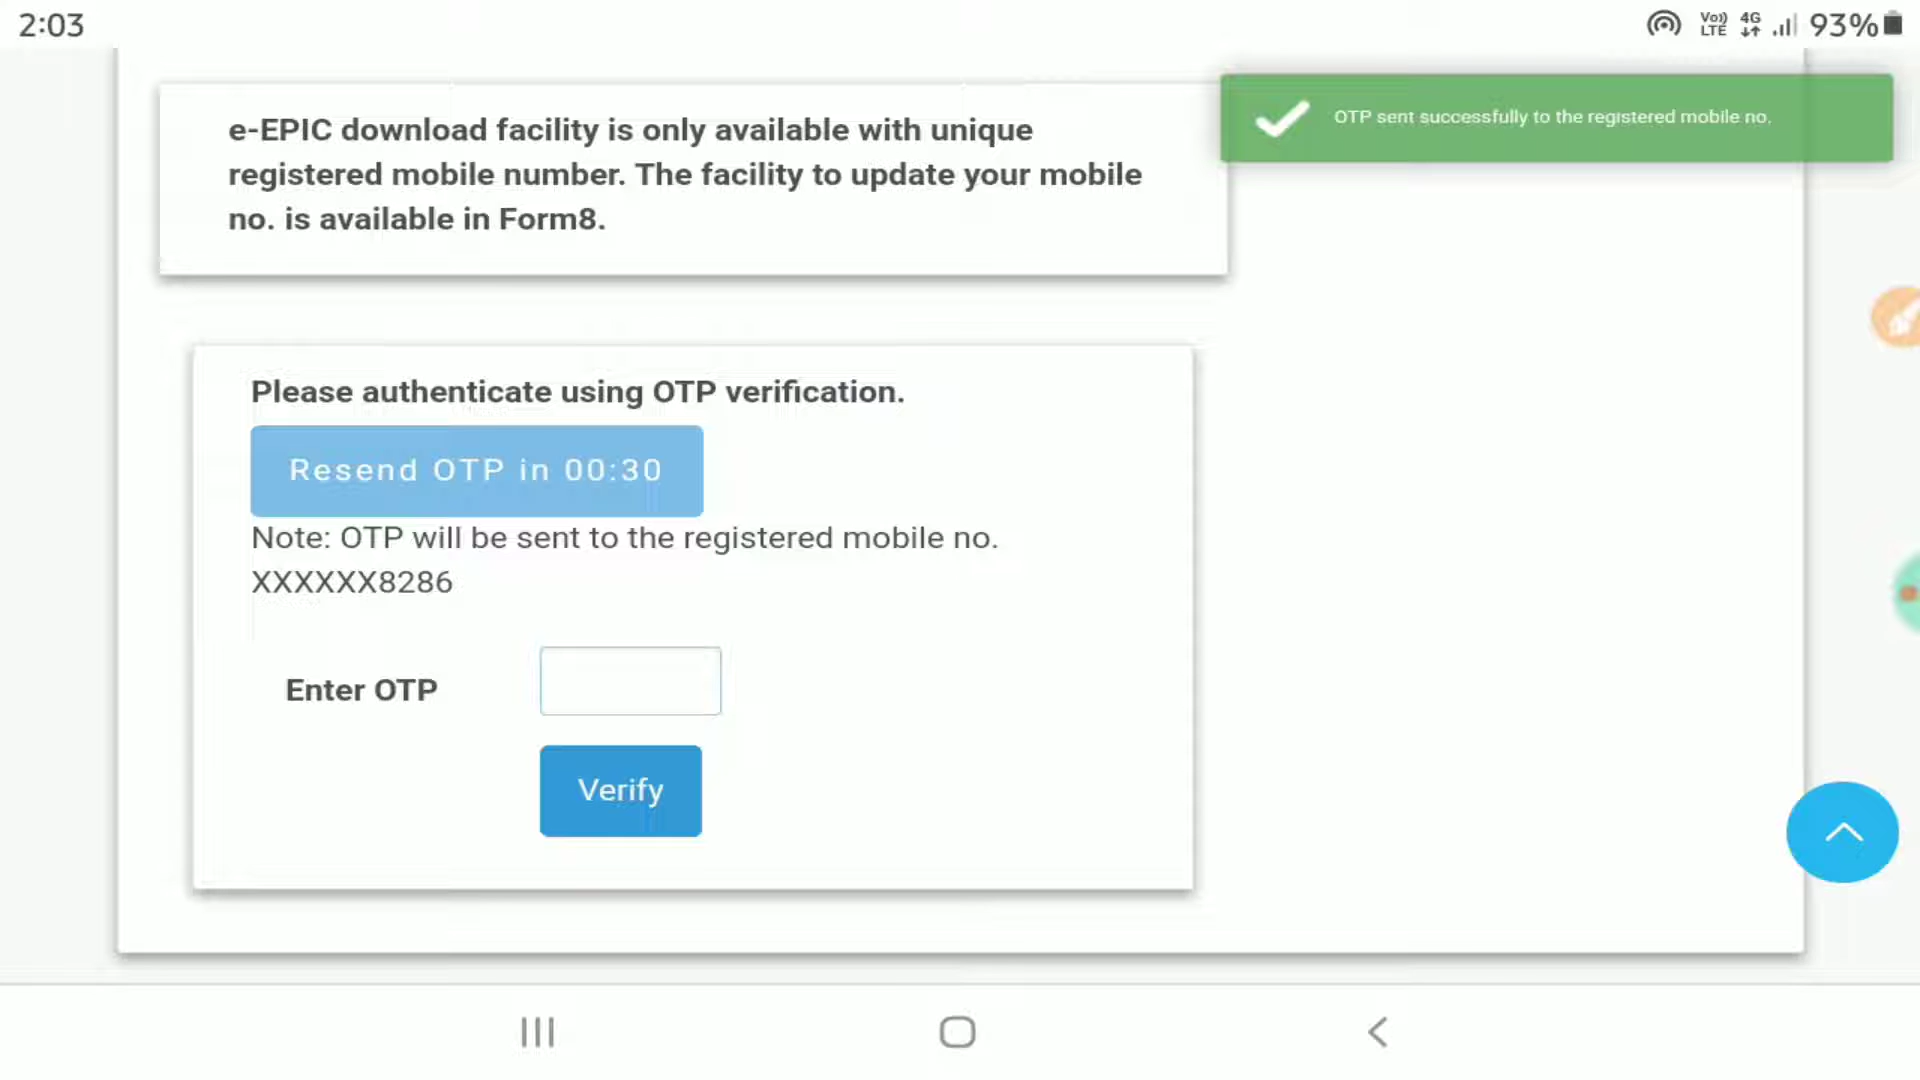 2:03
Vo)) LTE 4G 93%
OTP sent successfully to the registered mobile no.
e-EPIC download facility is only available with unique
registered mobile number. The facility to update your mobile
no. is available in Form8.
Please authenticate using OTP verification.
Resend OTP in 00:30
Note: OTP will be sent to the registered mobile no.
XXXXXX8286
Enter OTP
Verify